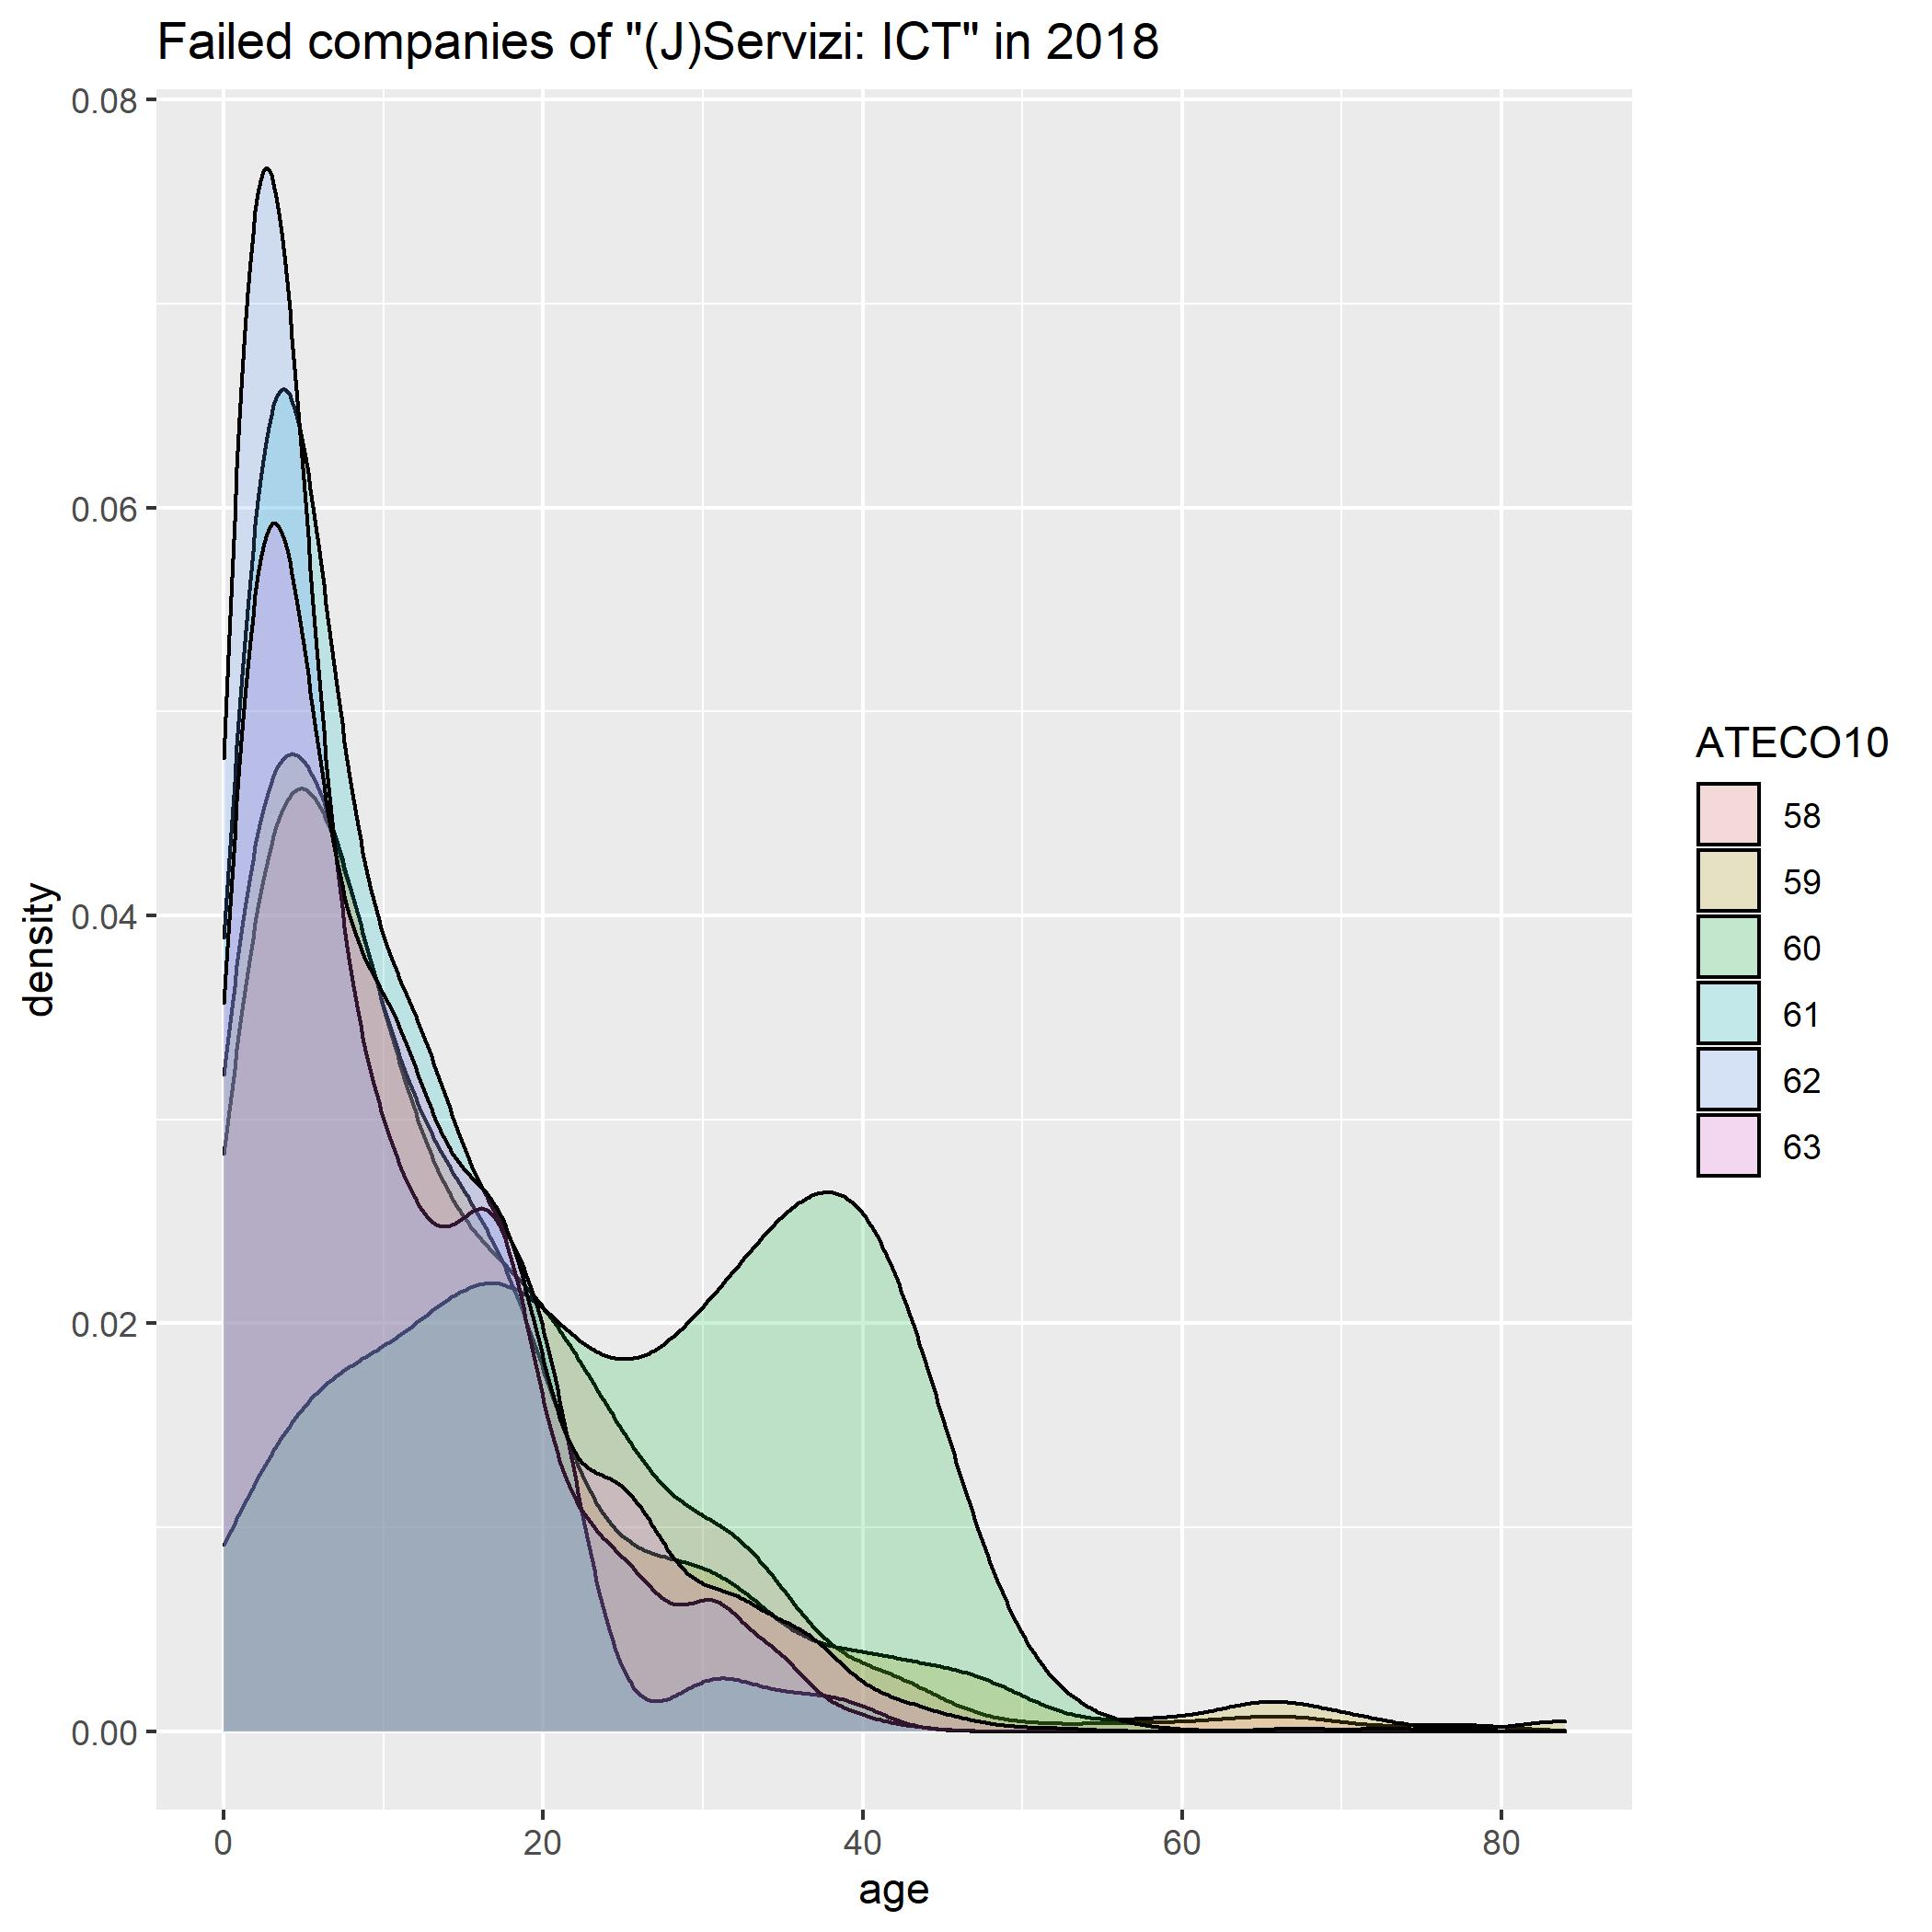 Failed companies of "(J)Servizi: ICT" in 2018
0.08
0.06
0.04
0.02
0.00
density
0 20 40 60 80
age
ATECO10
58
59
60
61
62
63